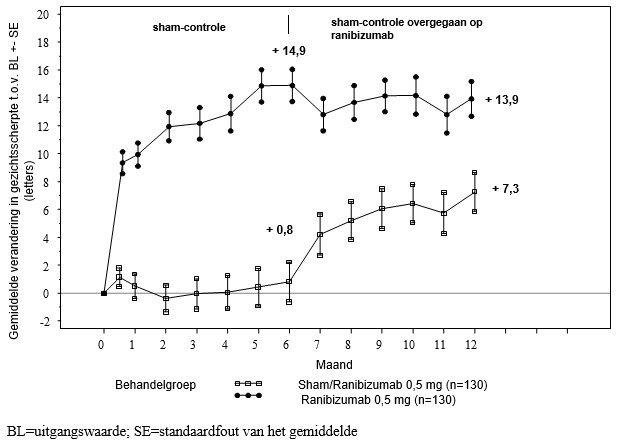 sham-controle
sham-controle overgegaan op
ranibizumab
Gemiddelde verandering in gezichtsscherpte t.o.v. BL +- SE
(letters)
20
18
16
14
12
10
8
6
4
2
0
-2
+ 14,9
+ 13,9
+ 0,8
+ 7,3
0 1 2 3 4 5 6 7 8 9 10 11 12
Maand
Behandelgroep
Sham/Ranibizumab 0,5 mg (n=130)
Ranibizumab 0,5 mg (n=130)
BL=uitgangswaarde; SE=standaardfout van het gemiddelde